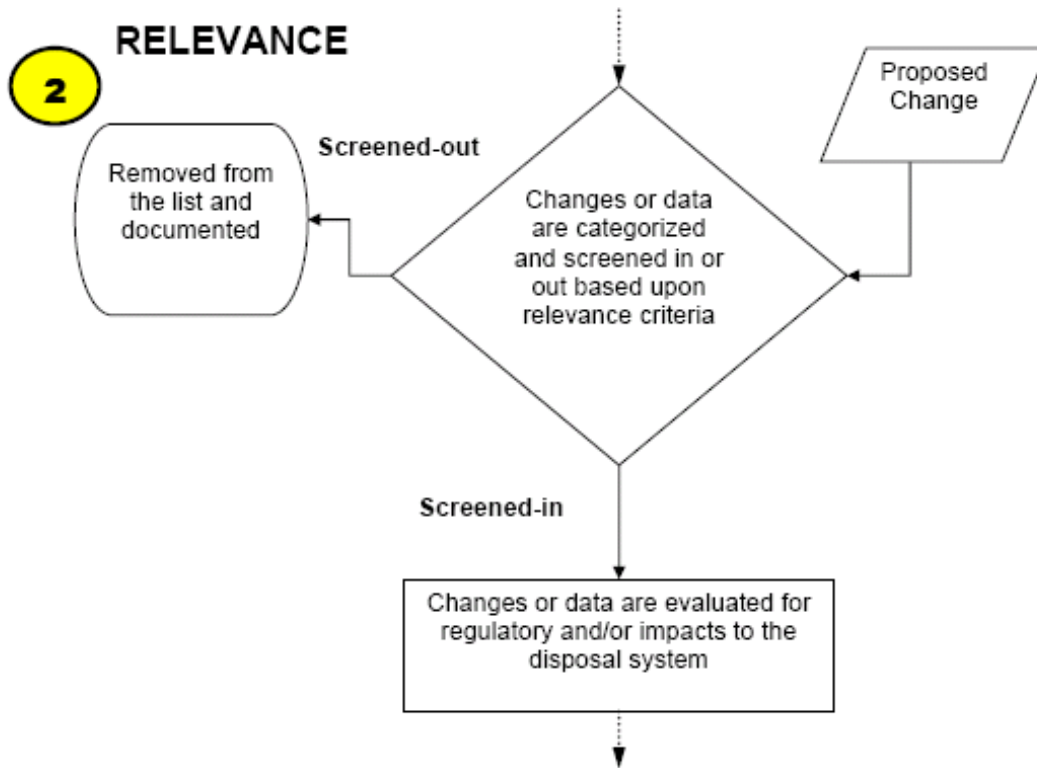 RELEVANCE
2
Proposed
Change
Screened-out
Removed from
the list and
documented
Changes or data
are categorized
and screened in or
out based upon
relevance criteria
Screened-in
Changes or data are evaluated for
regulatory and/or impacts to the
disposal system